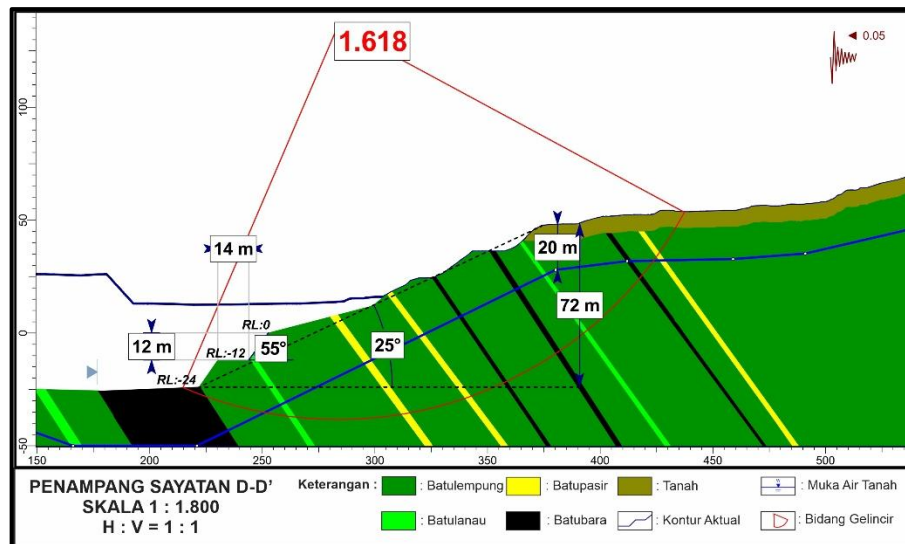 1.618
0.05
100
50
0
-50
14 m
20 m
72 m
RL:0
12 m
RL:-12
55°
25°
RL:-24
150
200
250
300
350
400
450
500
PENAMPANG SAYATAN D-D'
SKALA 1 : 1.800
H : V = 1 : 1
Keterangan :
: Batulempung
: Batupasir
: Tanah
: Muka Air Tanah
: Batulanau
: Batubara
: Kontur Aktual
: Bidang Gelincir